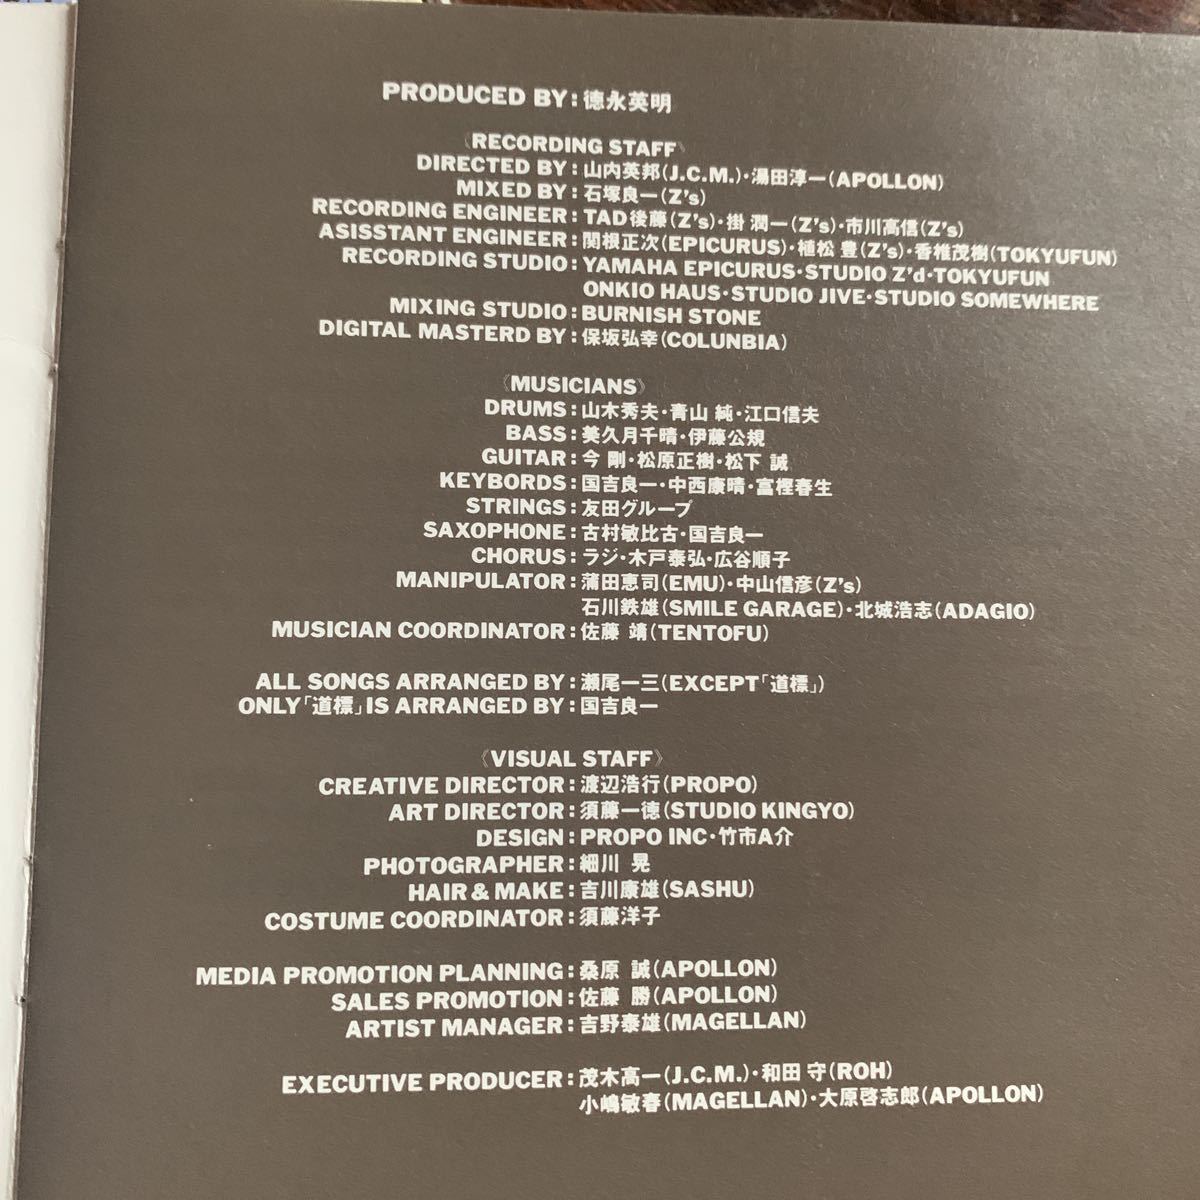 PRODUCED BY:徳永英明
《RECORDING STAFF》
DIRECTED BY:山内英邦(J.C.M.)・湯田淳一(APOLLON)
MIXED BY:石塚良一(Z's)
RECORDING ENGINEER:TAD後藤(Z's)・掛 潤一(Z's)・市川高信(Z's)
ASISSTANT ENGINEER:関根正次(EPICURUS)・植松 豊(Z's)・香椎茂樹(TOKYUFUN)
RECORDING STUDIO:YAMAHA EPICURUS・STUDIO Z'd・TOKYUFUN
ONKIO HAUS・STUDIO JIVE・STUDIO SOMEWHERE
MIXING STUDIO:BURNISH STONE
DIGITAL MASTERD BY:保坂弘幸(COLUNBIA)
《MUSICIANS》
DRUMS:山木秀夫・青山 純・江口信夫
BASS:美久月千晴・伊藤公規
GUITAR:今 剛・松原正樹・松下 誠
KEYBORDS:国吉良一・中西康晴・富樫春生
STRINGS:友田グループ
SAXOPHONE:古村敏比古・国吉良一
CHORUS:ラジ・木戸泰弘・広谷順子
MANIPULATOR:蒲田恵司(EMU)・中山信彦(Z's)
石川鉄雄(SMILE GARAGE)・北城浩志(ADAGIO)
MUSICIAN COORDINATOR:佐藤 靖(TENTOFU)
ALL SONGS ARRANGED BY:瀬尾一三(EXCEPT「道標」)
ONLY「道標」IS ARRANGED BY:国吉良一
《VISUAL STAFF》
CREATIVE DIRECTOR:渡辺浩行(PROPO)
ART DIRECTOR:須藤一徳(STUDIO KINGYO)
DESIGN:PROPO INC・竹市A介
PHOTOGRAPHER:細川 晃
HAIR & MAKE:吉川康雄(SASHU)
COSTUME COORDINATOR:須藤洋子
MEDIA PROMOTION PLANNING:桑原 誠(APOLLON)
SALES PROMOTION:佐藤 勝(APOLLON)
ARTIST MANAGER:吉野泰雄(MAGELLAN)
EXECUTIVE PRODUCER:茂木高一(J.C.M.)・和田 守(ROH)
小嶋敏春(MAGELLAN)・大原啓志郎(APOLLON)